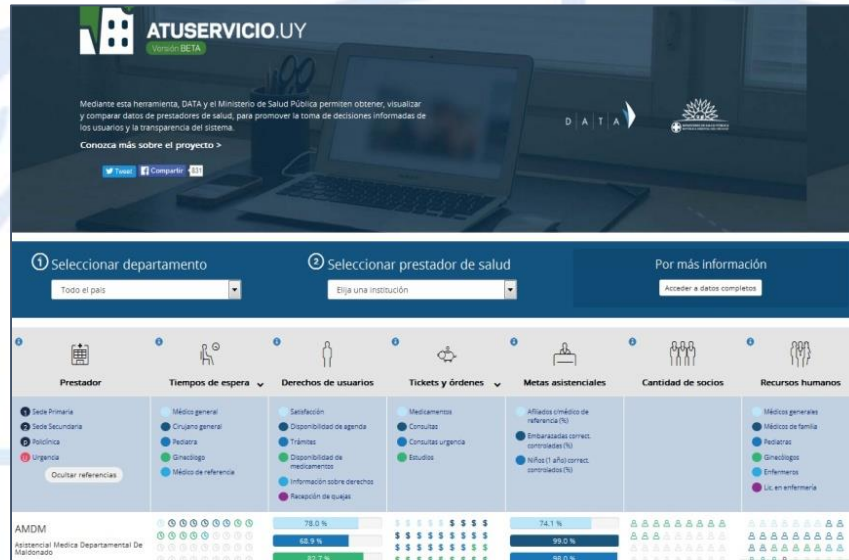 ATUSERVICIO.UY
Versión BETA
Mediante esta herramienta, DATA y el Ministerio de Salud Pública permiten obtener, visualizar
y comparar datos de prestadores de salud, para promover la toma de decisiones informadas de
los usuarios y la transparencia del sistema.
Conozca más sobre el proyecto >
Tweet Compartir 831
D A T A
1 Seleccionar departamento
Todo el país
2 Seleccionar prestador de salud
Elija una institución
Por más información
Acceder a datos completos
Prestador
Tiempos de espera
Derechos de usuarios
Tickets y órdenes
Metas asistenciales
Cantidad de socios
Recursos humanos
1 Sede Primaria
2 Sede Secundaria
P Policlínica
U Urgencia
Ocultar referencias
Médico general
Cirujano general
Pediatra
Ginecólogo
Médico de referencia
Satisfacción
Disponibilidad de agenda
Trámites
Disponibilidad de
medicamentos
Información sobre derechos
Recepción de quejas
Medicamentos
Consultas
Consultas urgencia
Estudios
Afiliados c/médico de
referencia (%)
Embarazadas correct.
controladas (%)
Niños (1 año) correct.
controlados (%)
Médicos generales
Médicos de familia
Pediatras
Ginecólogos
Enfermeros
Lic. en enfermería
AMDM
Asistencial Medica Departamental De
Maldonado
78.0 %
68.9 %
82.7 %
$ $ $ $ $ $ $ $ $
$ $ $ $ $ $ $ $ $
$ $ $ $ $ $ $ $ $
$ $ $ $ $ $ $ $ $
74.1 %
99.0 %
98.0 %